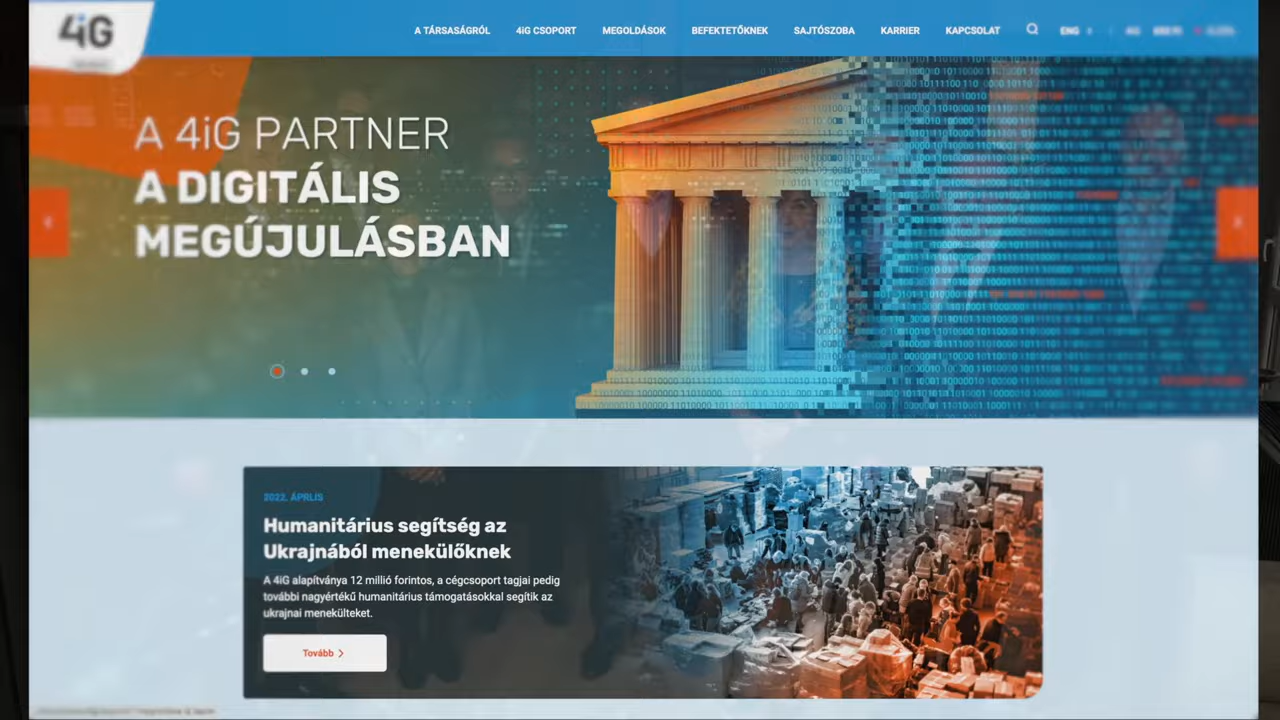 4iG
A TÁRSASÁGRÓL
4iG CSOPORT
MEGOLDÁSOK
BEFEKTETŐKNEK
SAJTÓSZOBA
KARRIER
KAPCSOLAT
ENG
A 4iG PARTNER
A DIGITÁLIS
MEGÚJULÁSBAN
2022. ÁPRLIS
Humanitárius segítség az
Ukrajnából menekülőknek
A 4iG alapítványa 12 millió forintos, a cégcsoport tagjai pedig
további nagyértékű humanitárius támogatásokkal segítik az
ukrajnai menekülteket.
Tovább